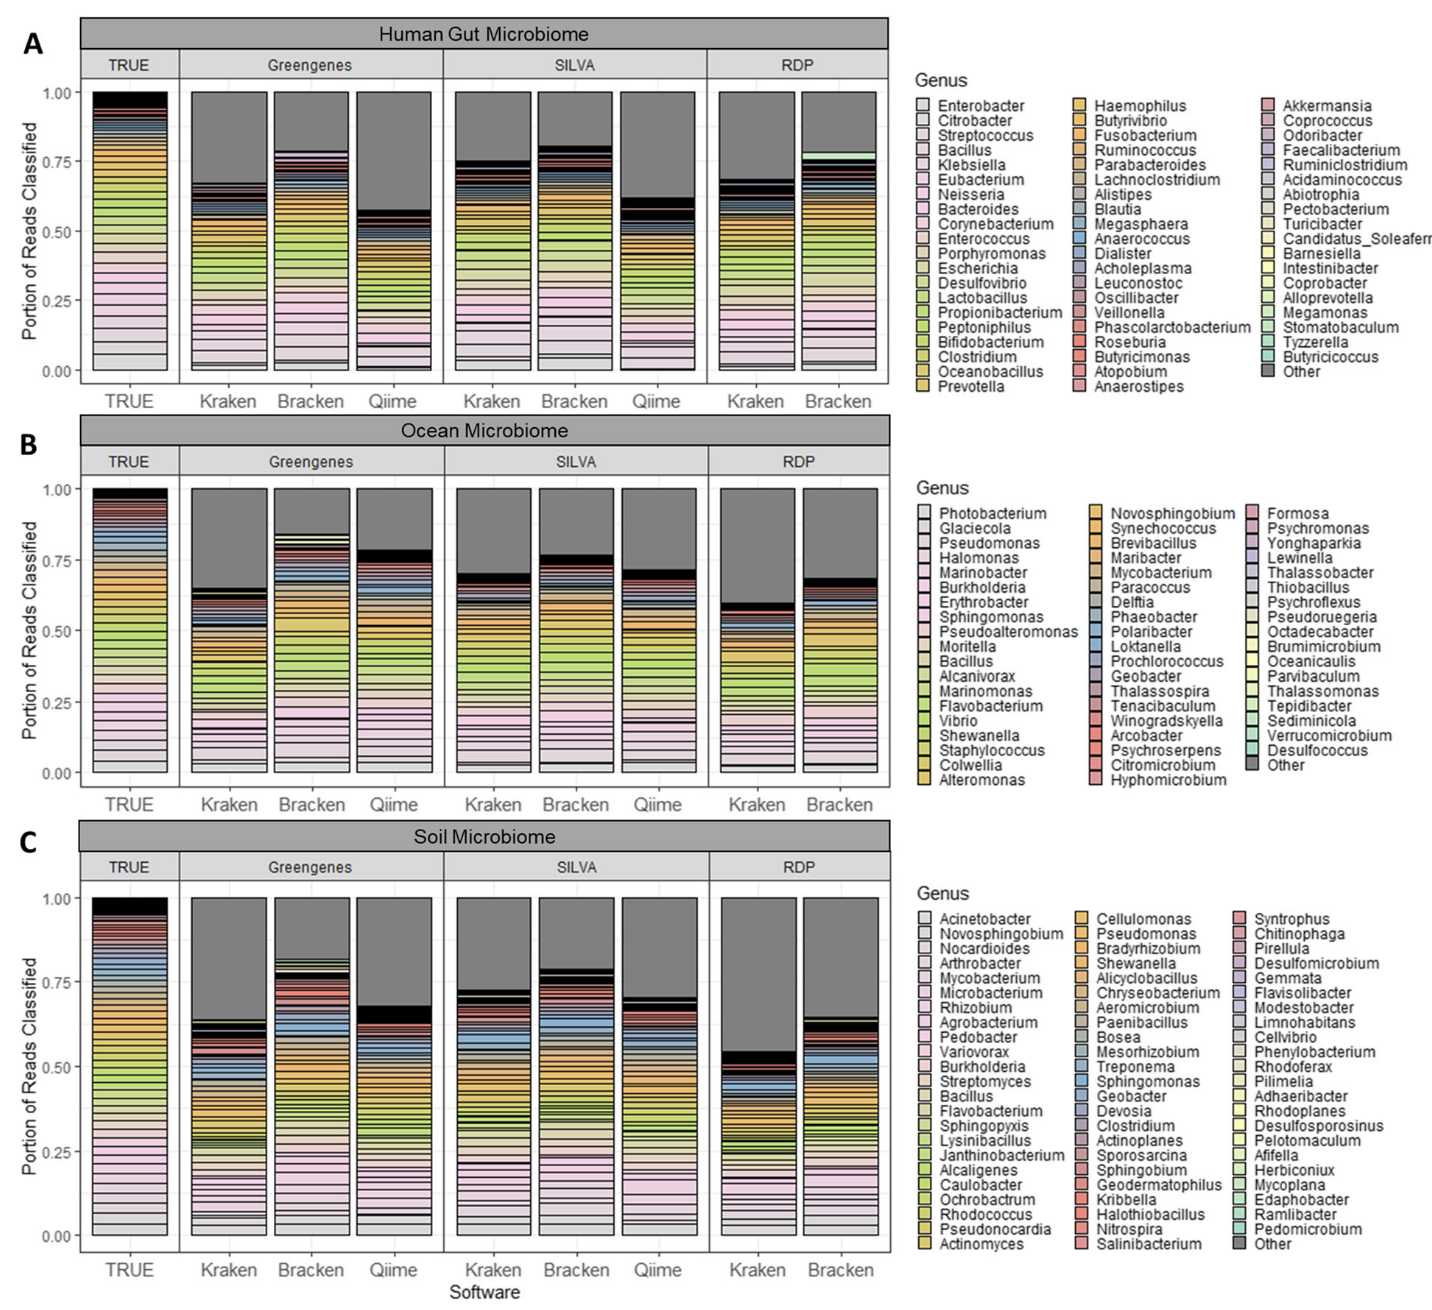 A
Human Gut Microbiome
TRUE
Greengenes
SILVA
RDP
Portion of Reads Classified
1.00
0.75
0.50
0.25
0.00
TRUE
Kraken
Bracken
Qiime
Kraken
Bracken
Qiime
Kraken
Bracken
Genus
Enterobacter
Citrobacter
Streptococcus
Bacillus
Klebsiella
Eubacterium
Neisseria
Bacteroides
Corynebacterium
Enterococcus
Porphyromonas
Escherichia
Desulfovibrio
Lactobacillus
Propionibacterium
Peptoniphilus
Bifidobacterium
Clostridium
Oceanobacillus
Prevotella
Haemophilus
Butyrivibrio
Fusobacterium
Ruminococcus
Parabacteroides
Lachnoclostridium
Alistipes
Blautia
Megasphaera
Anaerococcus
Dialister
Acholeplasma
Leuconostoc
Oscillibacter
Veillonella
Phascolarctobacterium
Roseburia
Butyricimonas
Atopobium
Anaerostipes
Akkermansia
Coprococcus
Odoribacter
Faecalibacterium
Ruminiclostridium
Acidaminococcus
Abiotrophia
Pectobacterium
Turicibacter
Candidatus_Soleaferr
Barnesiella
Intestinibacter
Coprobacter
Alloprevotella
Megamonas
Stomatobaculum
Tyzzerella
Butyricicoccus
Other
B
Ocean Microbiome
TRUE
Greengenes
SILVA
RDP
Portion of Reads Classified
1.00
0.75
0.50
0.25
0.00
TRUE
Kraken
Bracken
Qiime
Kraken
Bracken
Qiime
Kraken
Bracken
Genus
Photobacterium
Glaciecola
Pseudomonas
Halomonas
Marinobacter
Burkholderia
Erythrobacter
Sphingomonas
Pseudoalteromonas
Moritella
Bacillus
Alcanivorax
Marinomonas
Flavobacterium
Vibrio
Shewanella
Staphylococcus
Colwellia
Alteromonas
Novosphingobium
Synechococcus
Brevibacillus
Maribacter
Mycobacterium
Paracoccus
Delftia
Phaeobacter
Polaribacter
Loktanella
Prochlorococcus
Geobacter
Thalassospira
Tenacibaculum
Winogradskyella
Arcobacter
Psychroserpens
Citromicrobium
Hyphomicrobium
Formosa
Psychromonas
Yonghaparkia
Lewinella
Thalassobacter
Thiobacillus
Psychroflexus
Pseudoruegeria
Octadecabacter
Brumimicrobium
Oceanicaulis
Parvibaculum
Thalassomonas
Tepidibacter
Sediminicola
Verrucomicrobium
Desulfococcus
Other
C
Soil Microbiome
TRUE
Greengenes
SILVA
RDP
Portion of Reads Classified
1.00
0.75
0.50
0.25
0.00
TRUE
Kraken
Bracken
Qiime
Kraken
Bracken
Qiime
Kraken
Bracken
Software
Genus
Acinetobacter
Novosphingobium
Nocardioides
Arthrobacter
Mycobacterium
Microbacterium
Rhizobium
Agrobacterium
Pedobacter
Variovorax
Burkholderia
Streptomyces
Bacillus
Flavobacterium
Sphingopyxis
Lysinibacillus
Janthinobacterium
Alcaligenes
Caulobacter
Ochrobactrum
Rhodococcus
Pseudonocardia
Actinomyces
Cellulomonas
Pseudomonas
Bradyrhizobium
Shewanella
Alicyclobacillus
Chryseobacterium
Aeromicrobium
Paenibacillus
Bosea
Mesorhizobium
Treponema
Sphingomonas
Geobacter
Devosia
Clostridium
Actinoplanes
Sporosarcina
Sphingobium
Geodermatophilus
Kribbella
Halothiobacillus
Nitrospira
Salinibacterium
Syntrophus
Chitinophaga
Pirellula
Desulfomicrobium
Gemmata
Flavisolibacter
Modestobacter
Limnohabitans
Cellvibrio
Phenylobacterium
Rhodoferax
Pilimelia
Adhaeribacter
Rhodoplanes
Desulfosporosinus
Pelotomaculum
Afifella
Herbiconiux
Mycoplana
Edaphobacter
Ramlibacter
Pedomicrobium
Other